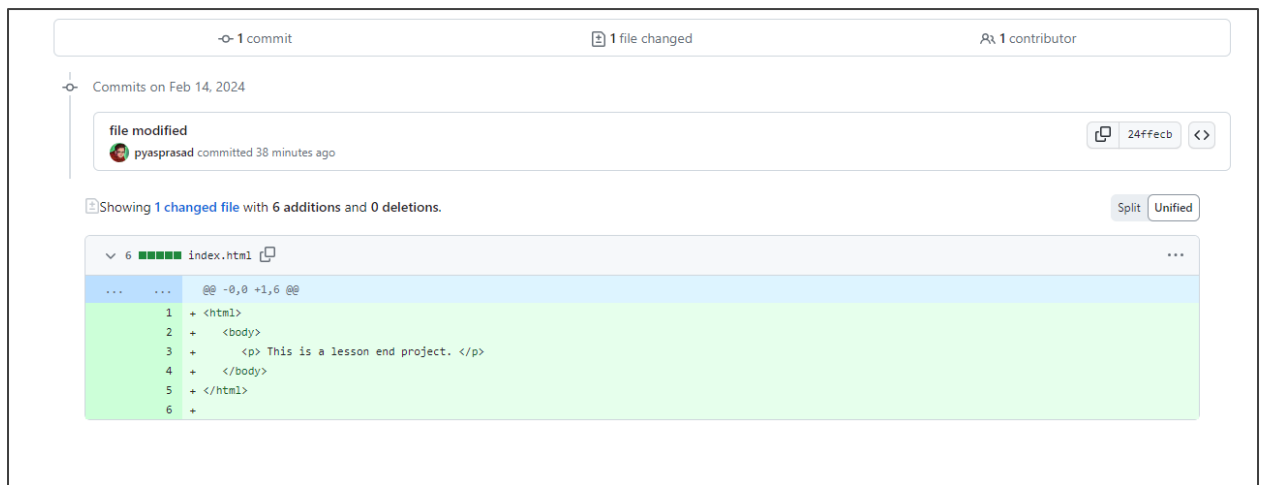 1 commit 1 file changed 1 contributor
Commits on Feb 14, 2024
file modified
24ffecb <>
pyasprasad committed 38 minutes ago
Showing 1 changed file with 6 additions and 0 deletions.
Split Unified
6 index.html ...
... ... @@ -0,0 +1,6 @@
1 + <html>
2 + <body>
3 + <p> This is a lesson end project. </p>
4 + </body>
5 + </html>
6 +